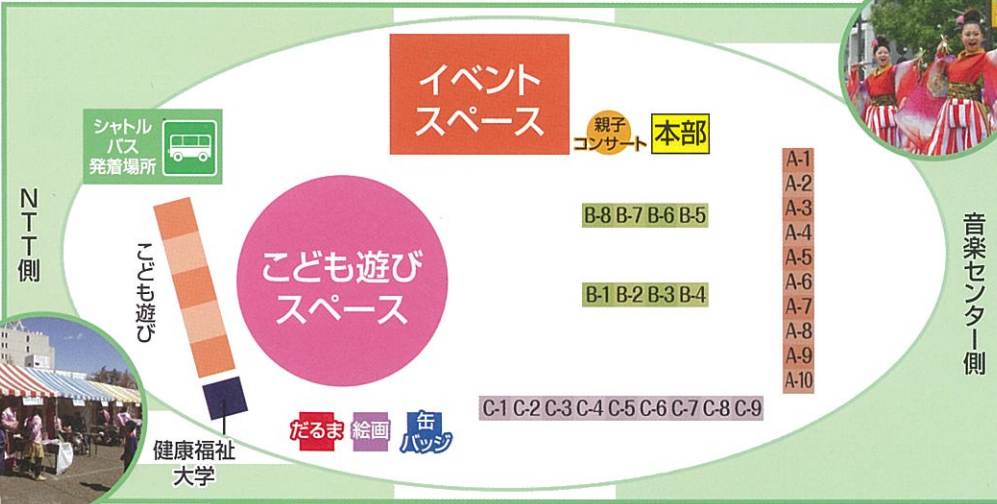 イベント
スペース
シャトル
バス
発着場所
親子
コンサート
本部
NTT側
こども遊び
こども遊び
スペース
B-8 B-7 B-6 B-5
B-1 B-2 B-3 B-4
A-1
A-2
A-3
A-4
A-5
A-6
A-7
A-8
A-9
A-10
音楽センター側
C-1 C-2 C-3 C-4 C-5 C-6 C-7 C-8 C-9
だるま
絵画
缶
バッジ
健康福祉
大学